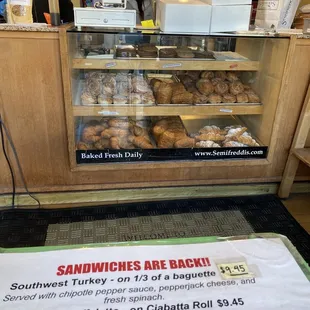 Baked Fresh Daily
www.Semifreddis.com
SANDWICHES ARE BACK!!
Southwest Turkey - on 1/3 of a baguette $9.95
Served with chipotle pepper sauce, pepperjack cheese, and
fresh spinach.
- on Ciabatta Roll $9.45